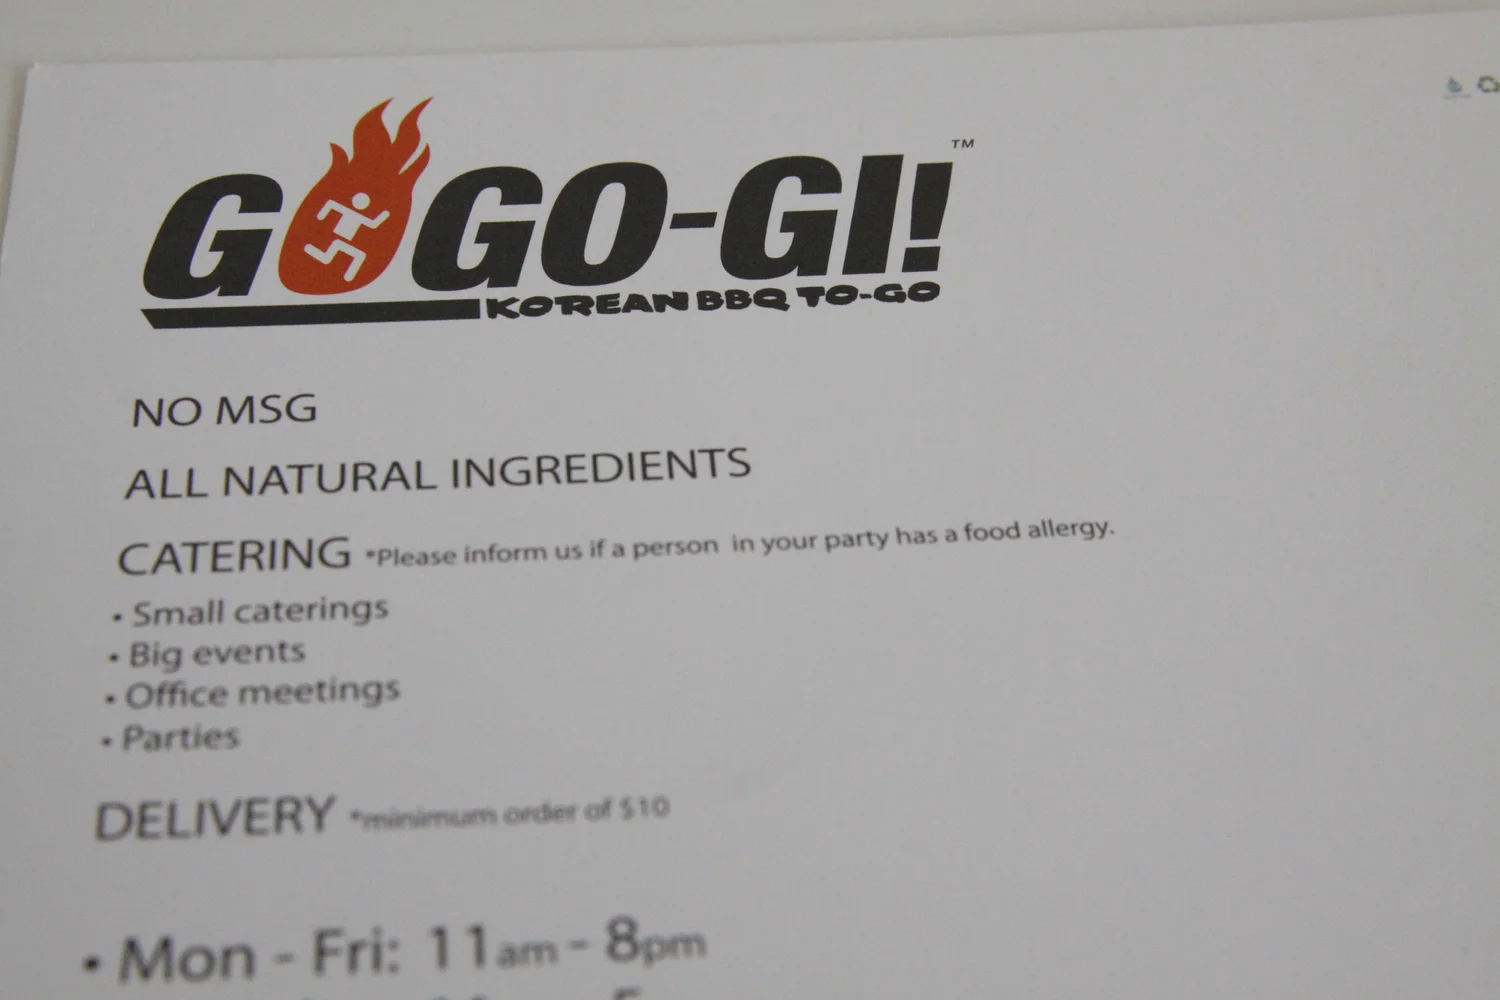 GOGO-GI!™
KOREAN BBQ TO-GO
NO MSG
ALL NATURAL INGREDIENTS
CATERING *Please inform us if a person in your party has a food allergy.
• Small caterings
• Big events
• Office meetings
• Parties
DELIVERY *minimum order of $10
• Mon - Fri: 11am - 8pm